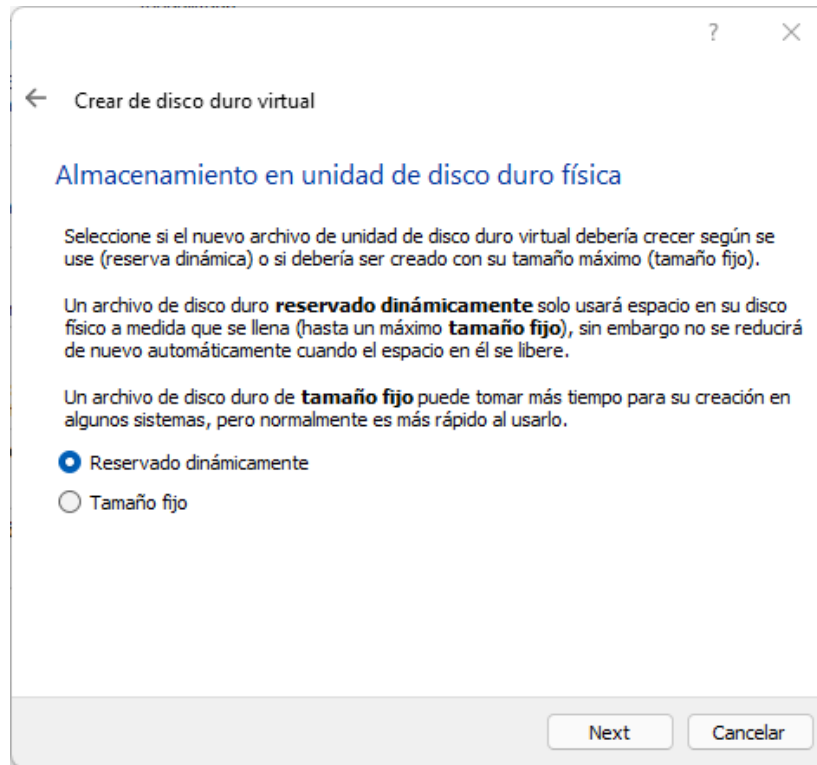 ?
Crear de disco duro virtual
Almacenamiento en unidad de disco duro física
Seleccione si el nuevo archivo de unidad de disco duro virtual debería crecer según se
use (reserva dinámica) o si debería ser creado con su tamaño máximo (tamaño fijo).
Un archivo de disco duro reservado dinámicamente solo usará espacio en su disco
físico a medida que se llena (hasta un máximo tamaño fijo), sin embargo no se reducirá
de nuevo automáticamente cuando el espacio en él se libere.
Un archivo de disco duro de tamaño fijo puede tomar más tiempo para su creación en
algunos sistemas, pero normalmente es más rápido al usarlo.
Reservado dinámicamente
Tamaño fijo
Next Cancelar